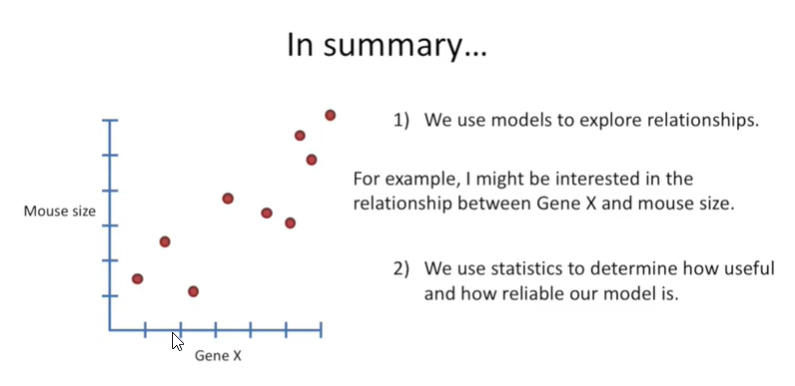 In summary...
1) We use models to explore relationships.
For example, I might be interested in the
relationship between Gene X and mouse size.
2) We use statistics to determine how useful
and how reliable our model is.
Mouse size
Gene X